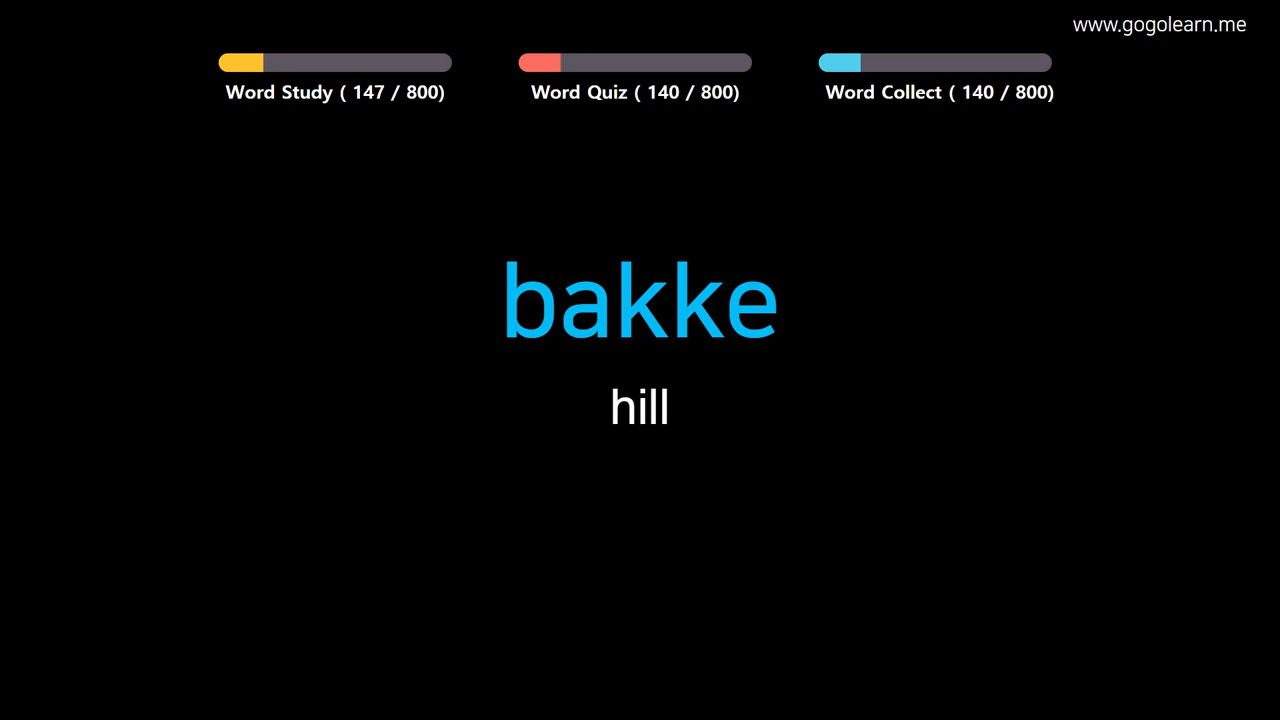 www.gogolearn.me
Word Study ( 147 / 800)
Word Quiz ( 140 / 800)
Word Collect ( 140 / 800)
bakke
hill